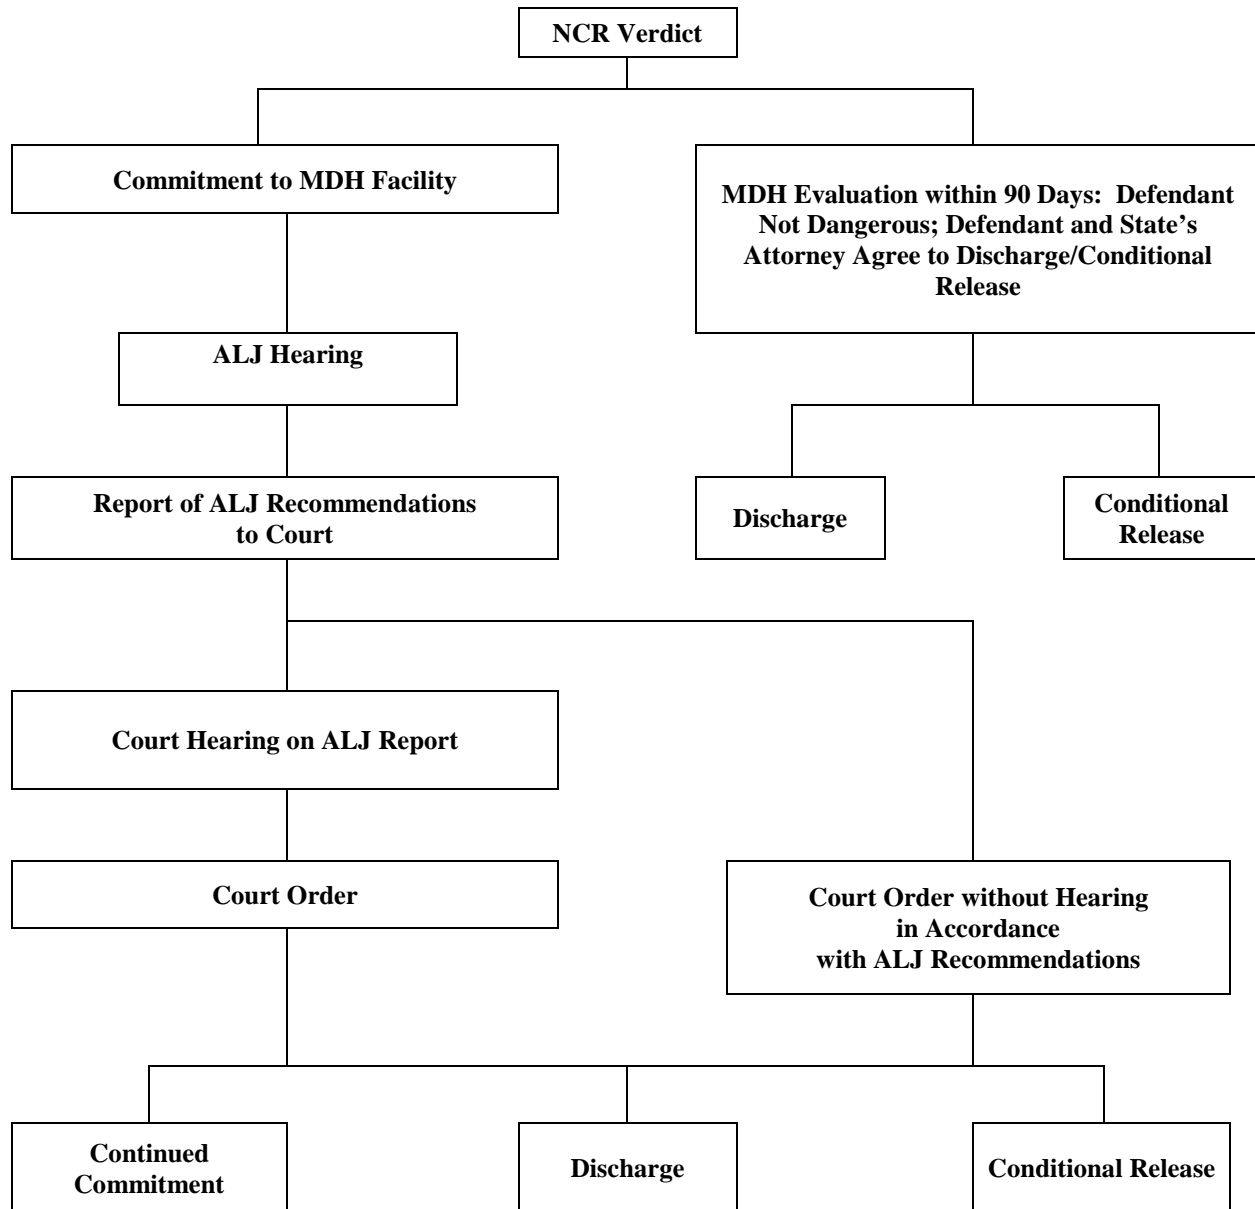 NCR Verdict
Commitment to MDH Facility
MDH Evaluation within 90 Days:  Defendant
Not Dangerous; Defendant and State’s
Attorney Agree to Discharge/Conditional
Release
ALJ Hearing
Report of ALJ Recommendations
to Court
Discharge
Conditional
Release
Court Hearing on ALJ Report
Court Order
Court Order without Hearing
in Accordance
with ALJ Recommendations
Continued
Commitment
Discharge
Conditional Release